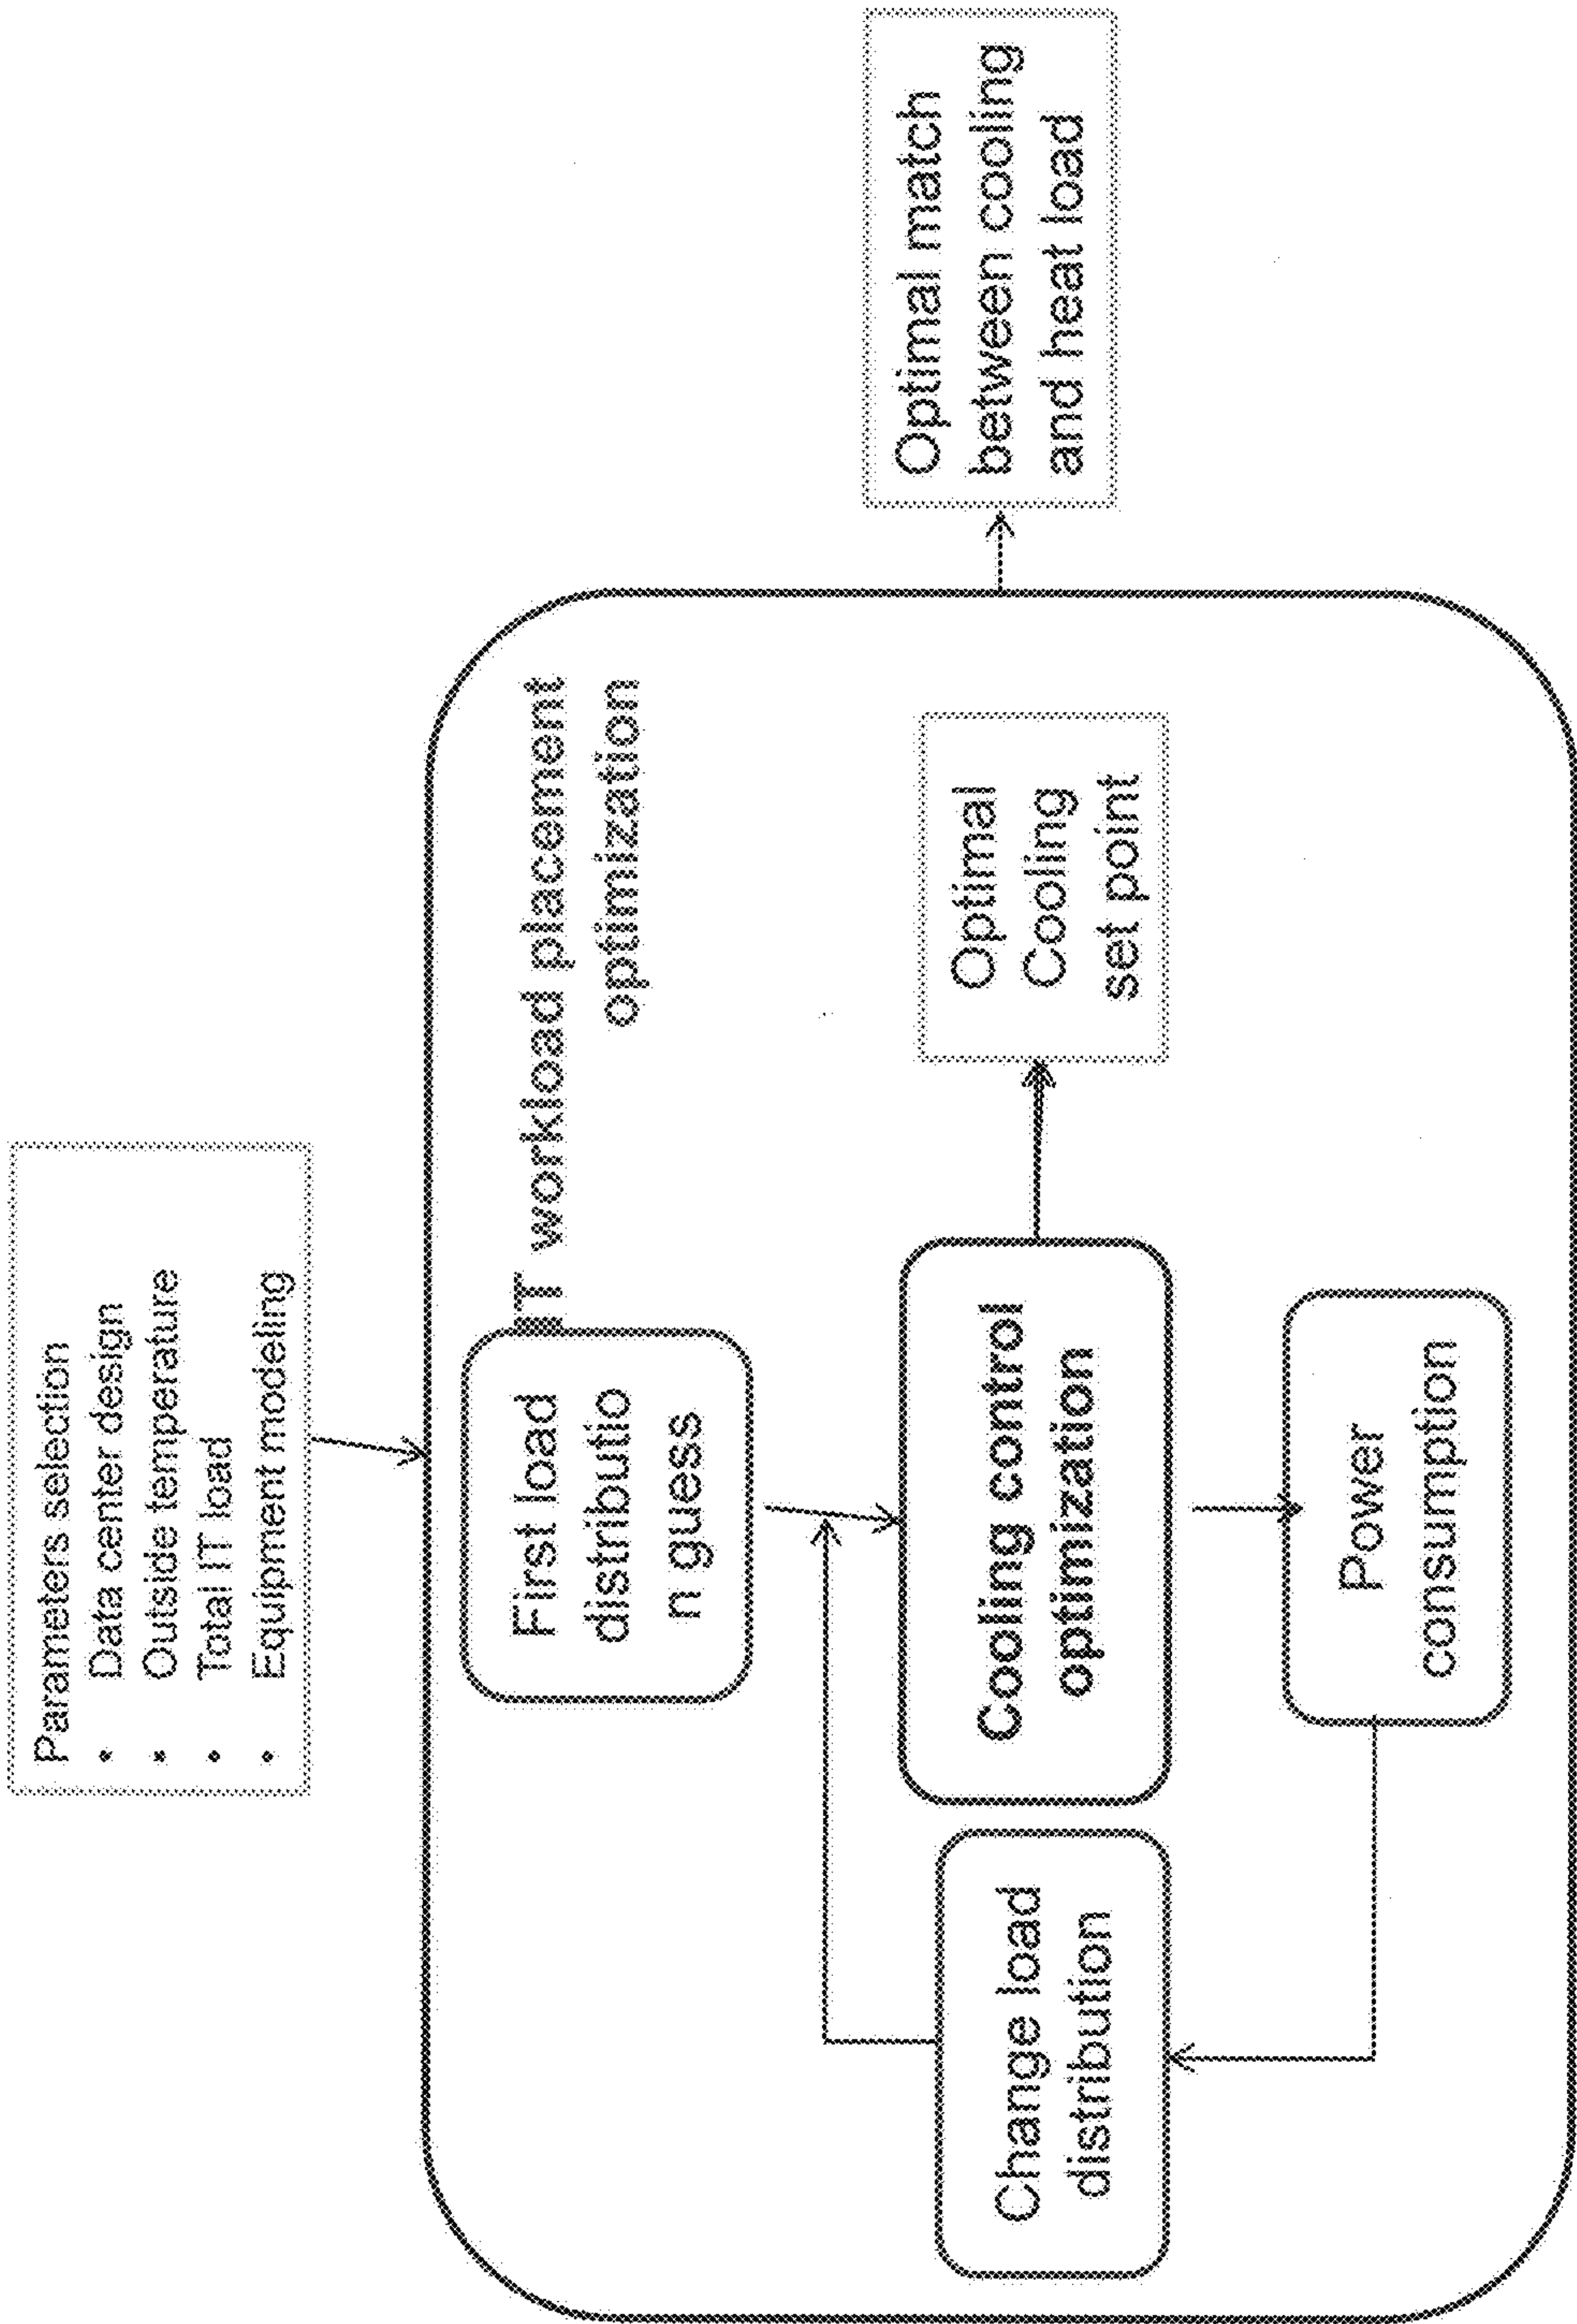 Parameters selection
• Data center design
• Outside temperature
• Total IT load
• Equipment modeling
IT workload placement
optimization
First load
distributio
n guess
Change load
distribution
Cooling control
optimization
Optimal
Cooling
set point
Power
consumption
Optimal match
between cooling
and heat load